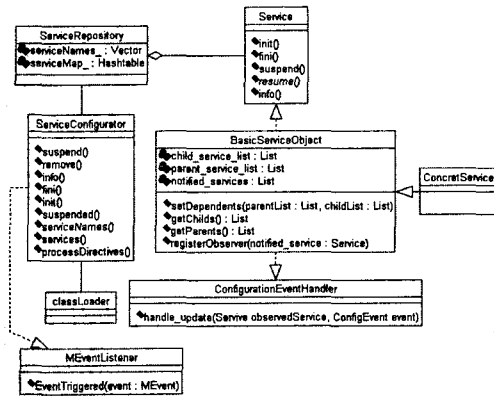 ServiceRepository
serviceNames_ : Vector
serviceMap_ : Hashtable
Service
init()
fini()
suspend()
resume()
info()
ServiceConfigurator
suspend()
remove()
info()
fini()
init()
suspended()
serviceNames()
services()
processDirectives()
BasicServiceObject
child_service_list : List
parent_service_list : List
notified_services : List
setDependents(parentList : List, childList : List)
getChilds() : List
getParents() : List
registerObserver(notified_service : Service)
ConcretService
classLoader
ConfigurationEventHandler
handle_update(Servive observedService, ConfigEvent event)
MEventListener
EventTriggered(event : MEvent)